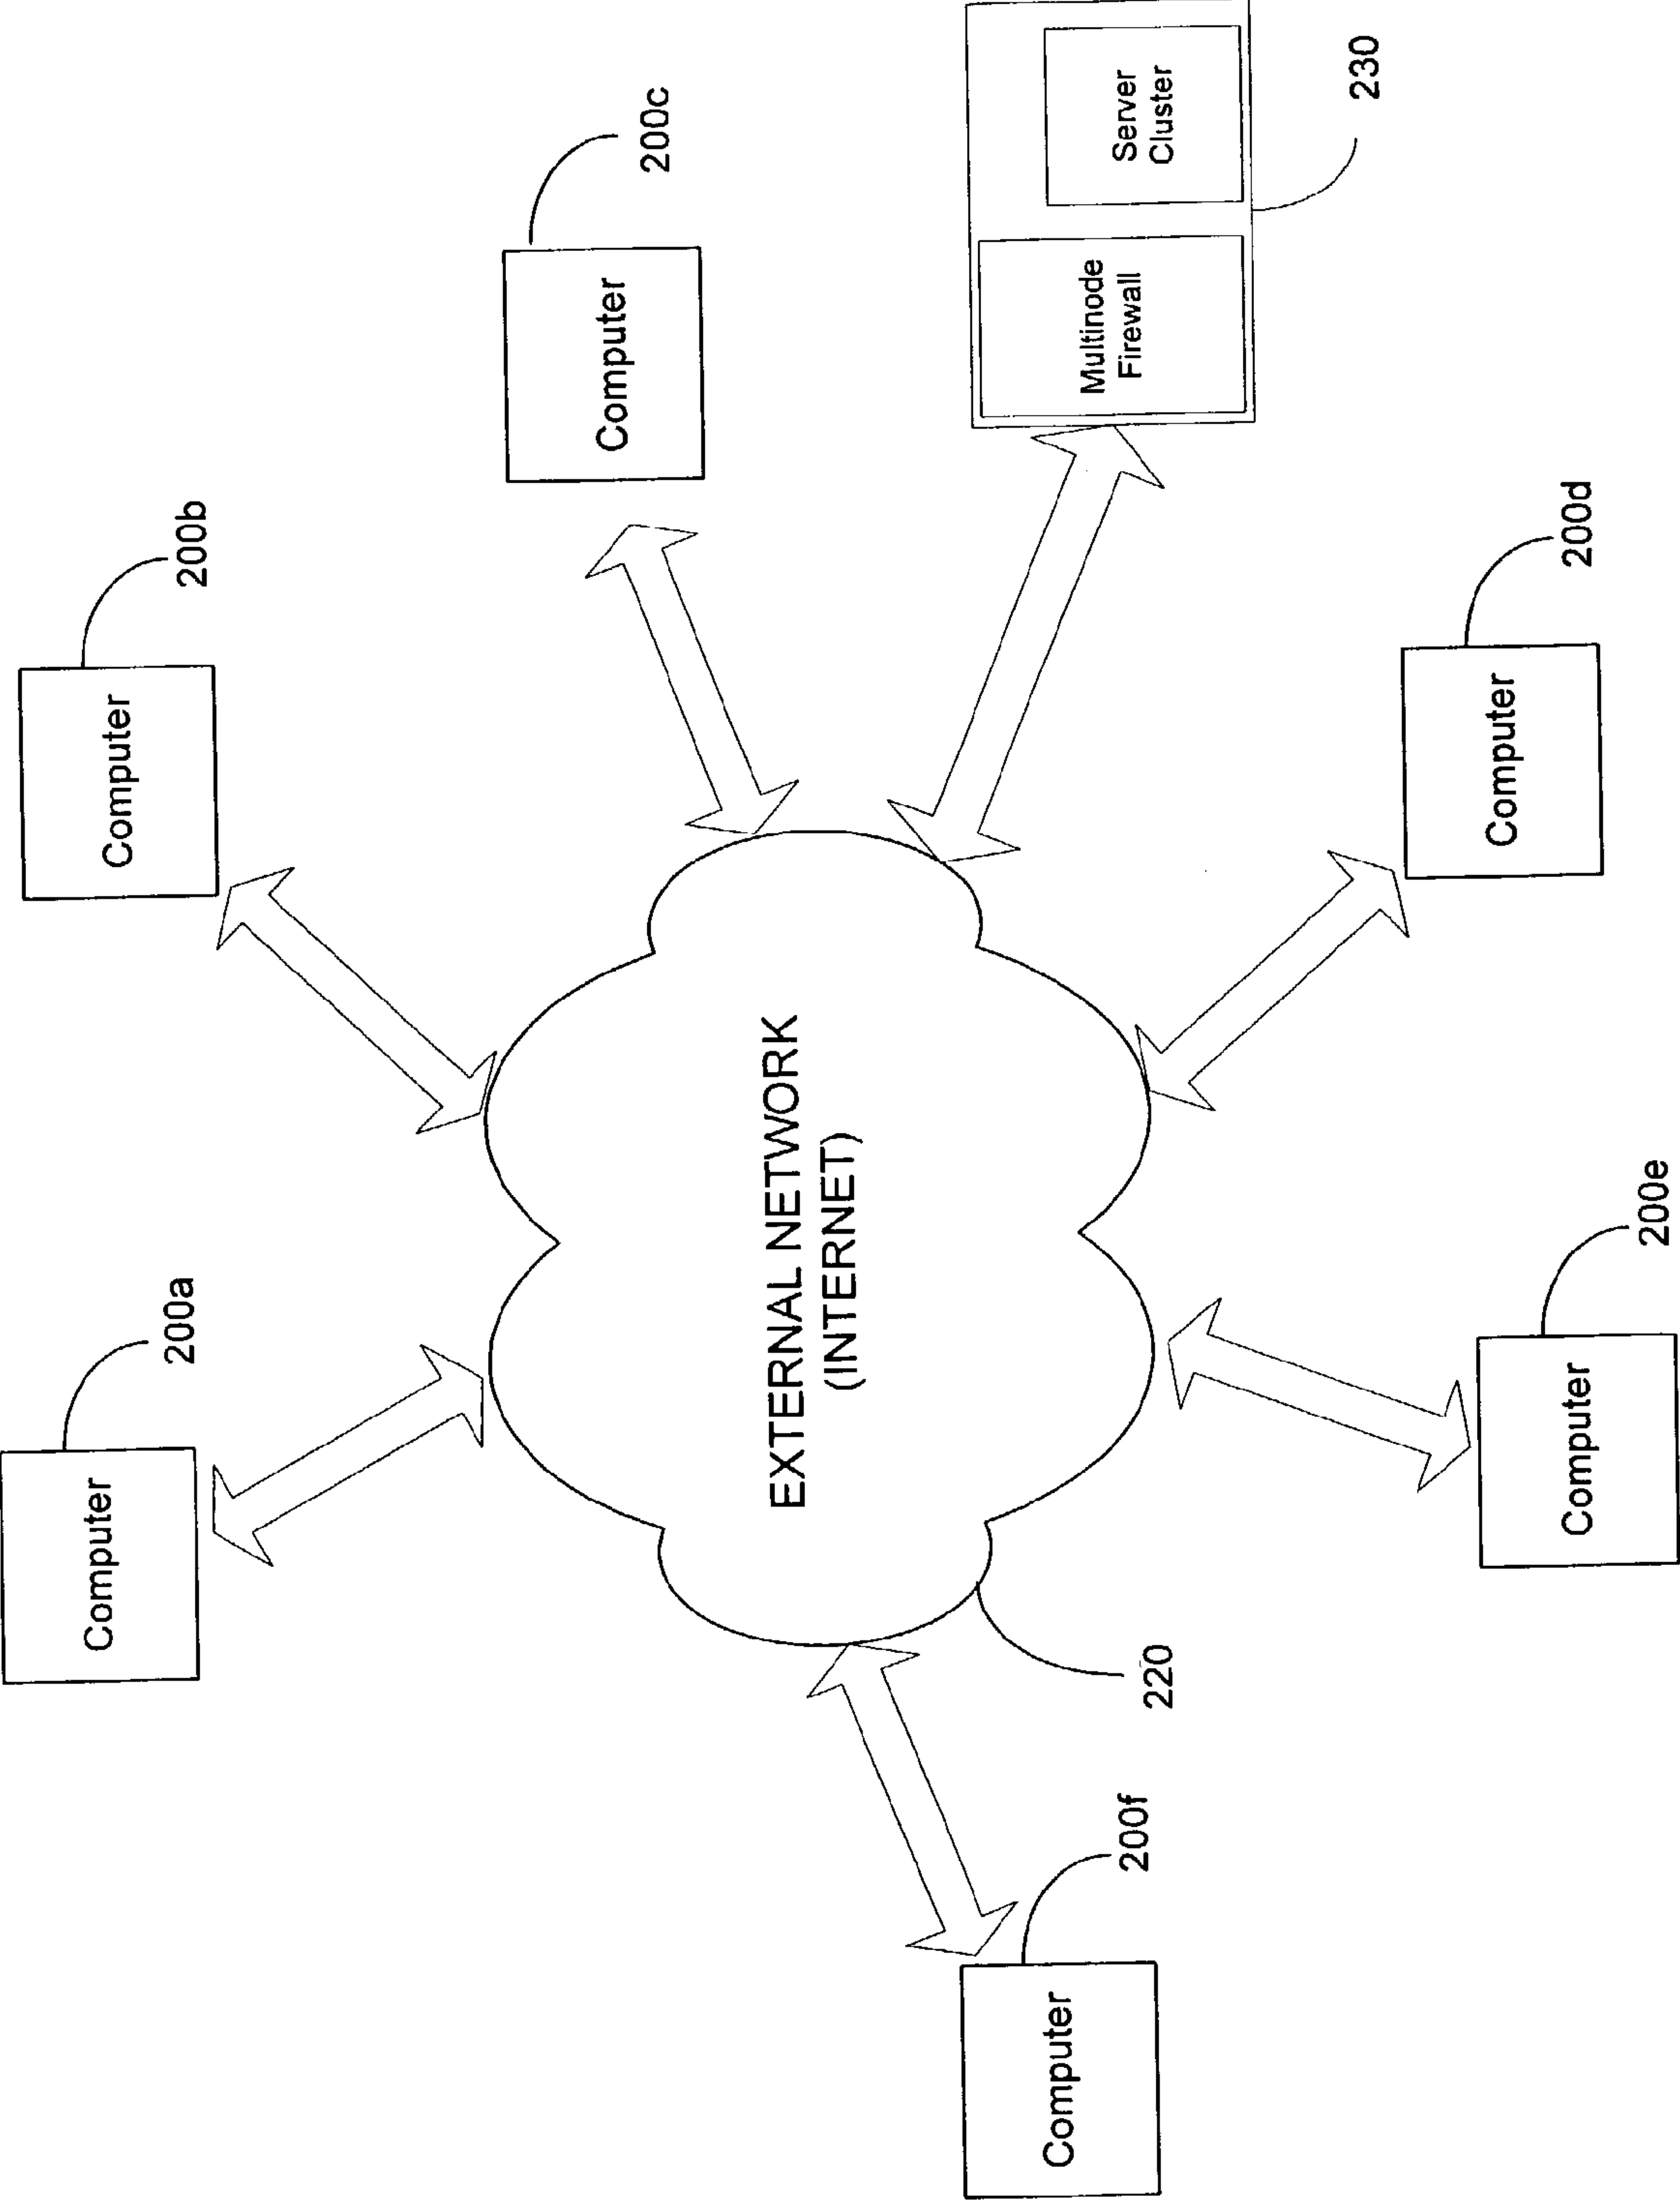 Computer
200a
Computer
200b
Computer
200c
EXTERNAL NETWORK
(INTERNET)
220
Multinode
Firewall
Server
Cluster
230
Computer
200f
Computer
200e
Computer
200d